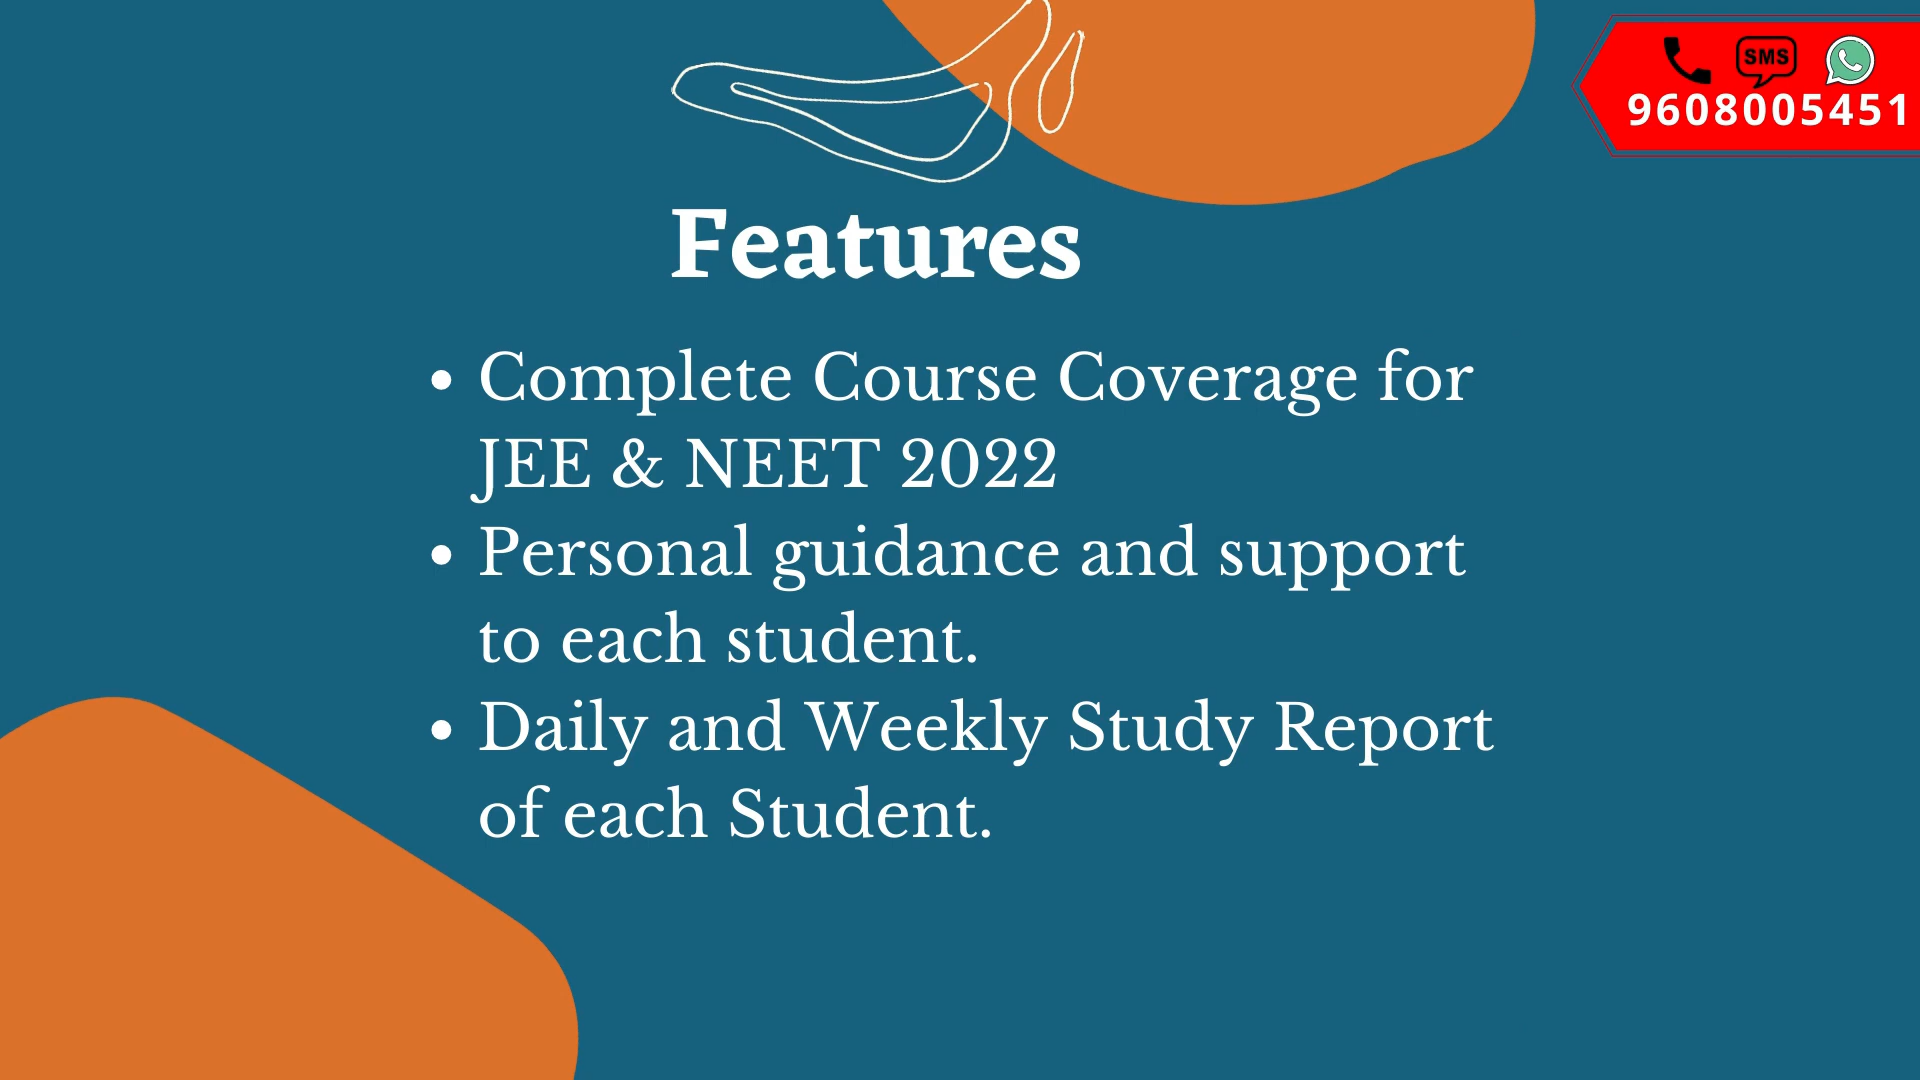 SMS
9608005451
Features
• Complete Course Coverage for
JEE & NEET 2022
• Personal guidance and support
to each student.
• Daily and Weekly Study Report
of each Student.